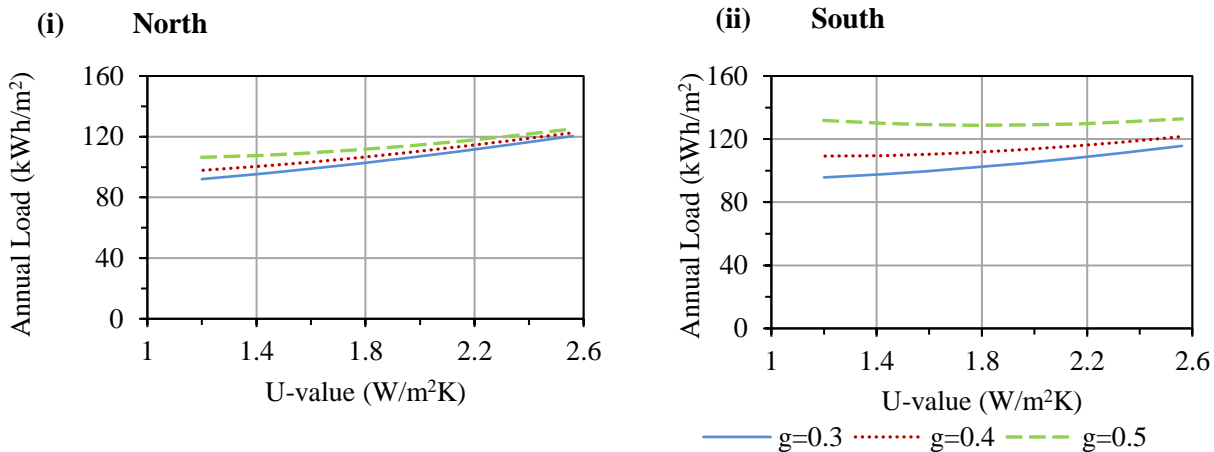 (i) North
Annual Load (kWh/m²)
160
120
80
40
0
1 1.4 1.8 2.2 2.6
U-value (W/m²K)
(ii) South
Annual Load (kWh/m²)
160
120
80
40
0
1 1.4 1.8 2.2 2.6
U-value (W/m²K)
g=0.3 g=0.4 g=0.5